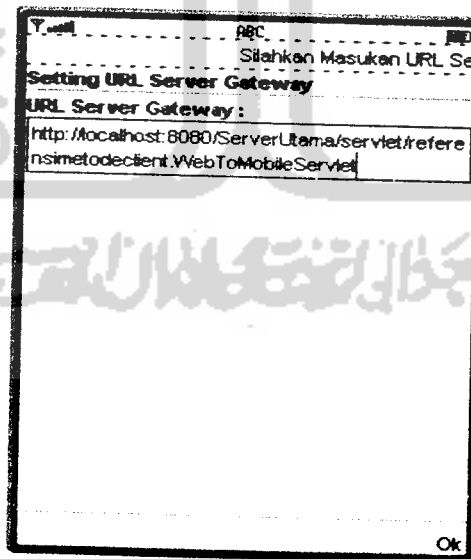 ABC
Silahkan Masukan URL Se
Setting URL Server Gateway
URL Server Gateway :
http://localhost:8080/ServerUtama/servlet/refere
nsimetodeclient.WebToMobileServlet
Ok